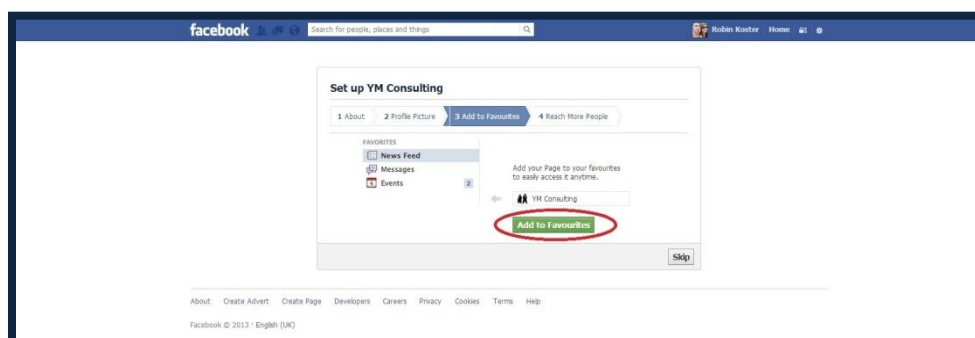 facebook
Search for people, places and things
Robin Koster Home
Set up YM Consulting
1 About 2 Profile Picture 3 Add to Favourites 4 Reach More People
FAVORITES
News Feed
Messages
Events 2
Add your Page to your favourites
to easily access it anytime.
YM Consulting
Add to Favourites
Skip
About Create Advert Create Page Developers Careers Privacy Cookies Terms Help
Facebook © 2013 · English (UK)